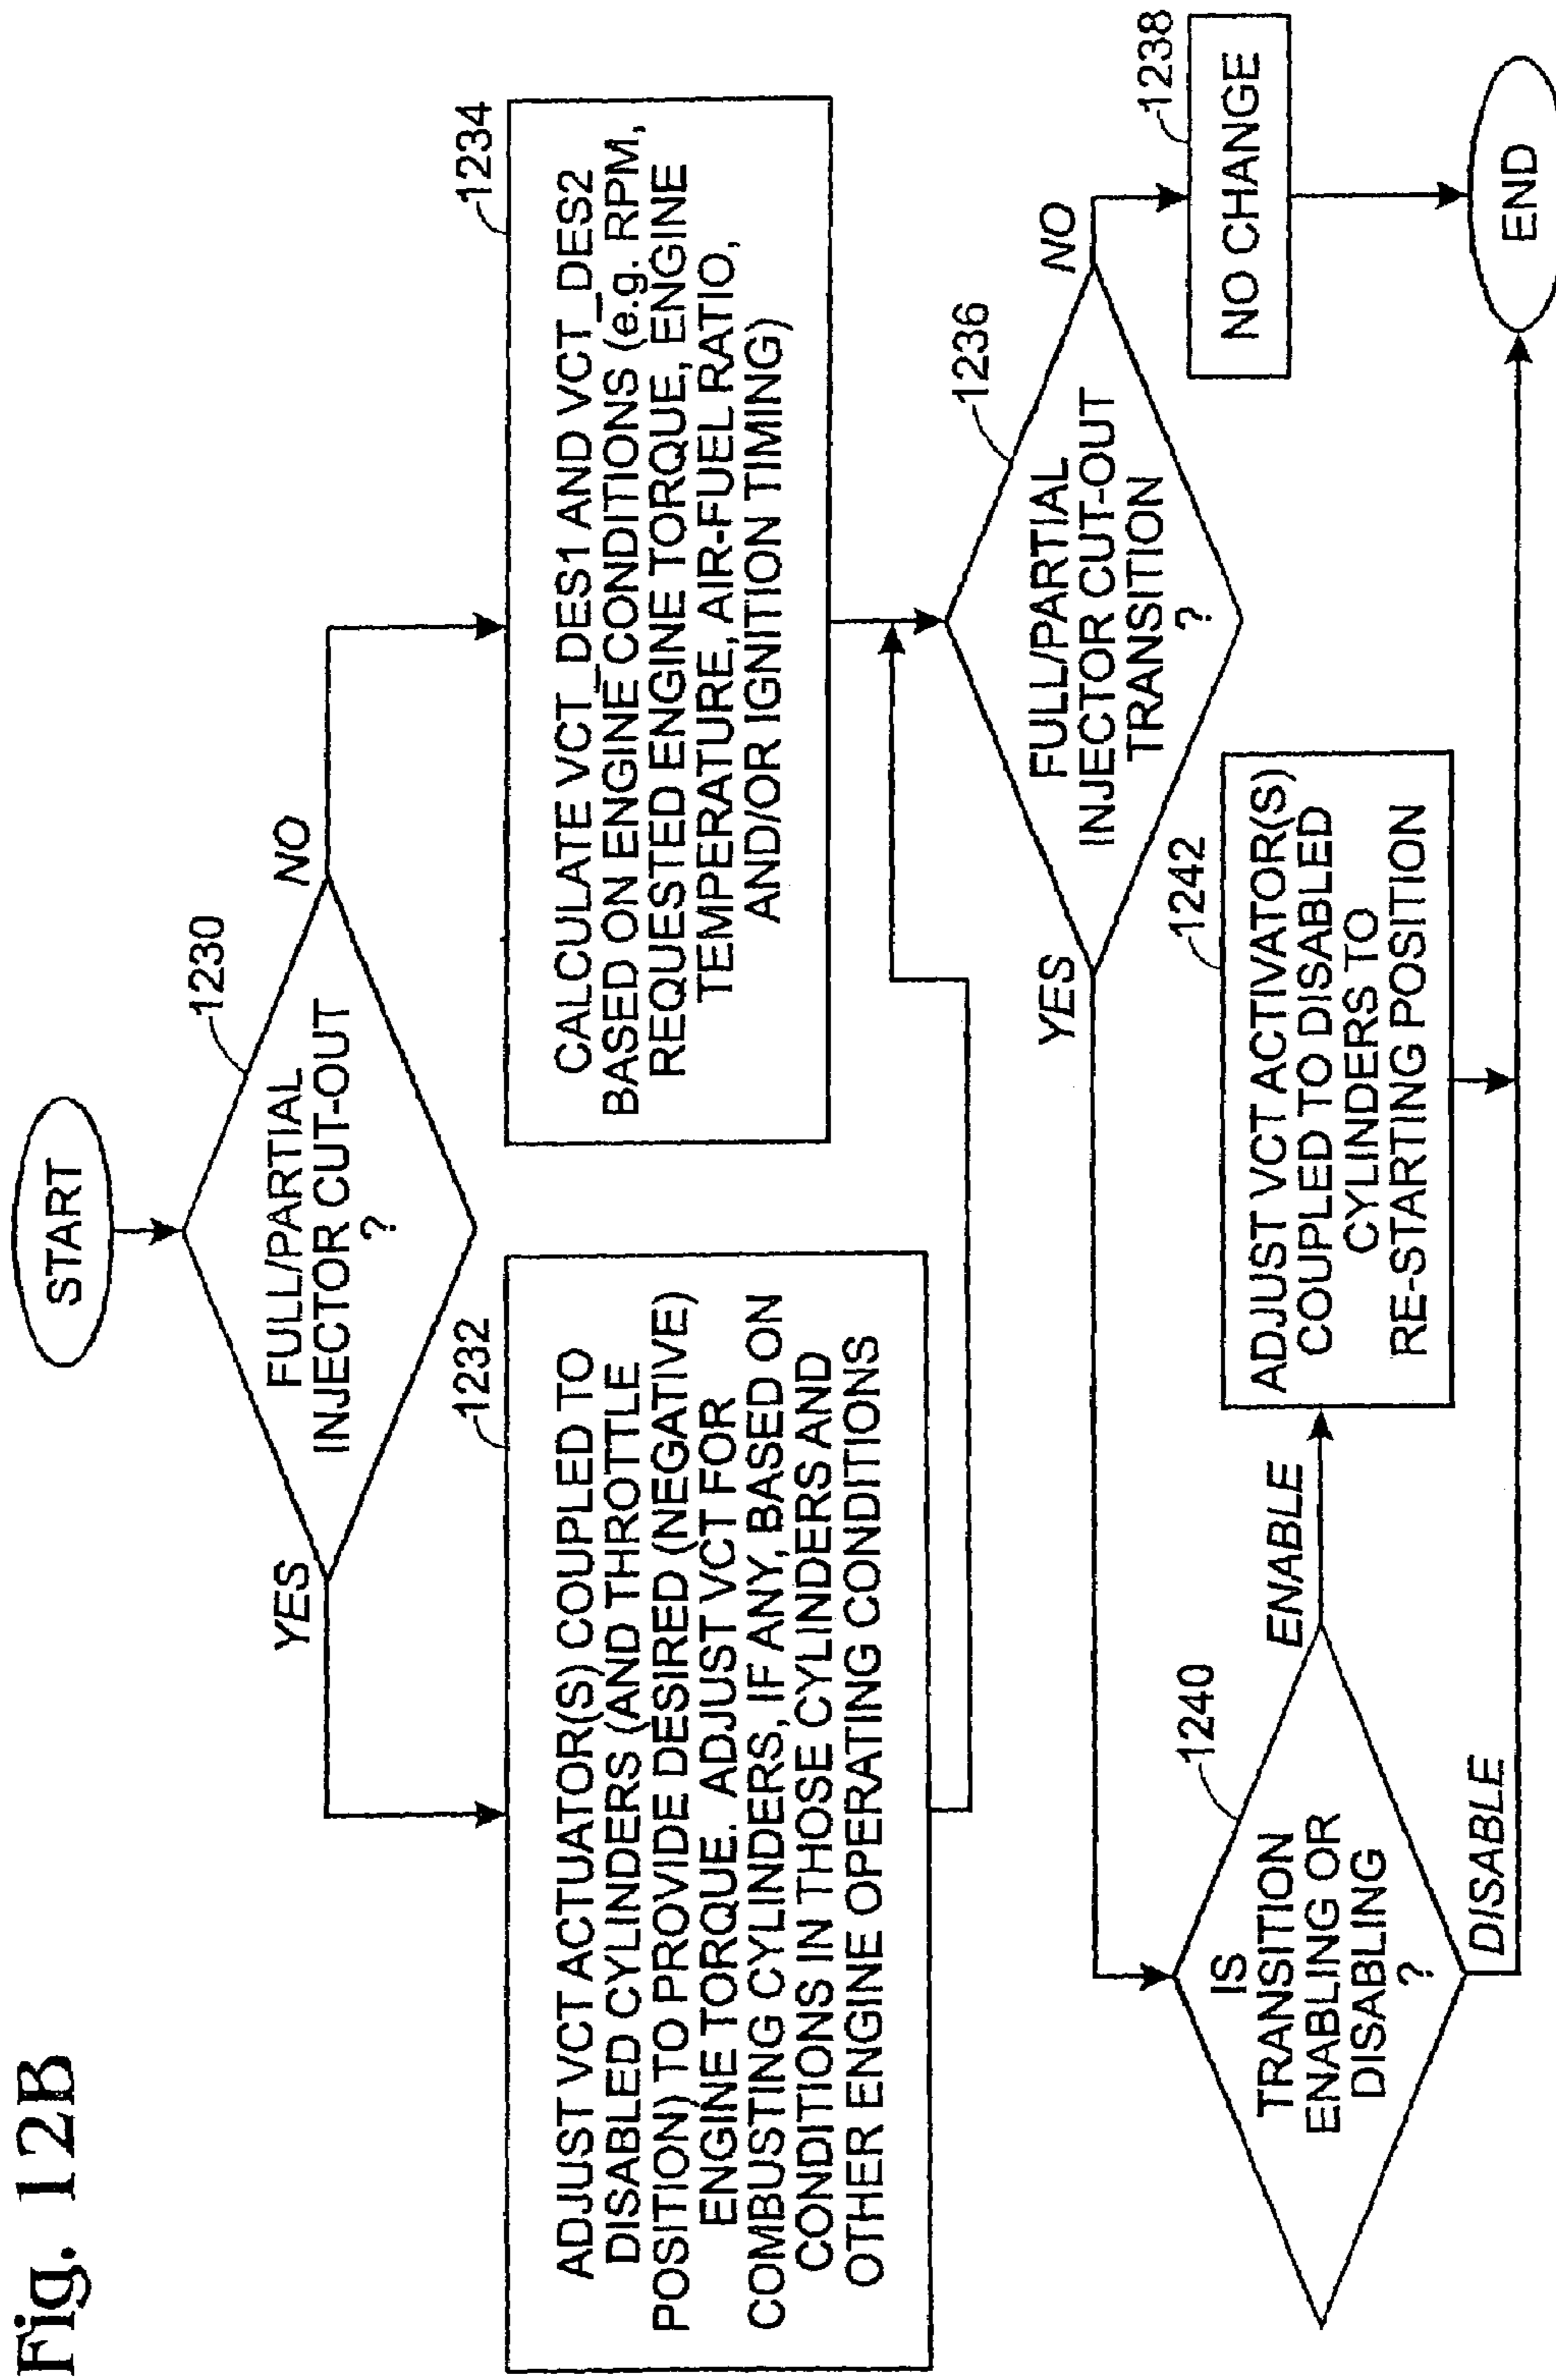 Fig. 12B
START
1230
FULL/PARTIAL
INJECTOR CUT-OUT
?
YES
NO
1232
ADJUST VCT ACTUATOR(S) COUPLED TO
DISABLED CYLINDERS (AND THROTTLE
POSITION) TO PROVIDE DESIRED (NEGATIVE)
ENGINE TORQUE. ADJUST VCT FOR
COMBUSTING CYLINDERS, IF ANY, BASED ON
CONDITIONS IN THOSE CYLINDERS AND
OTHER ENGINE OPERATING CONDITIONS
1234
CALCULATE VCT_DES1 AND VCT_DES2
BASED ON ENGINE CONDITIONS (e.g. RPM,
REQUESTED ENGINE TORQUE, ENGINE
TEMPERATURE, AIR-FUEL RATIO,
AND/OR IGNITION TIMING)
1236
FULL/PARTIAL
INJECTOR CUT-OUT
TRANSITION
?
YES
NO
1238
NO CHANGE
1240
IS
TRANSITION
ENABLING OR
DISABLING
?
ENABLE
DISABLE
1242
ADJUST VCT ACTIVATOR(S)
COUPLED TO DISABLED
CYLINDERS TO
RE-STARTING POSITION
END